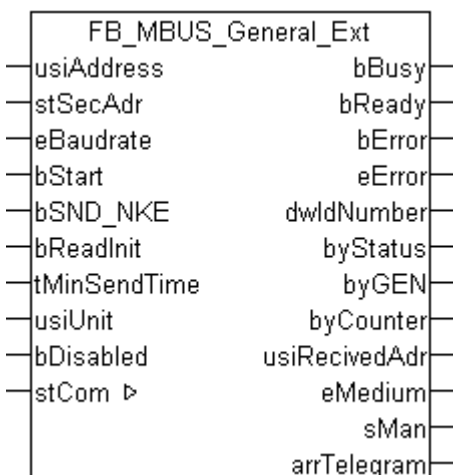 FB_MBUS_General_Ext
usiAddress bBusy
stSecAdr bReady
eBaudrate bError
bStart eError
bSND_NKE dwIdNumber
bReadInit byStatus
tMinSendTime byGEN
usiUnit byCounter
bDisabled usiRecivedAdr
stCom ▷ eMedium
sMan
arrTelegram